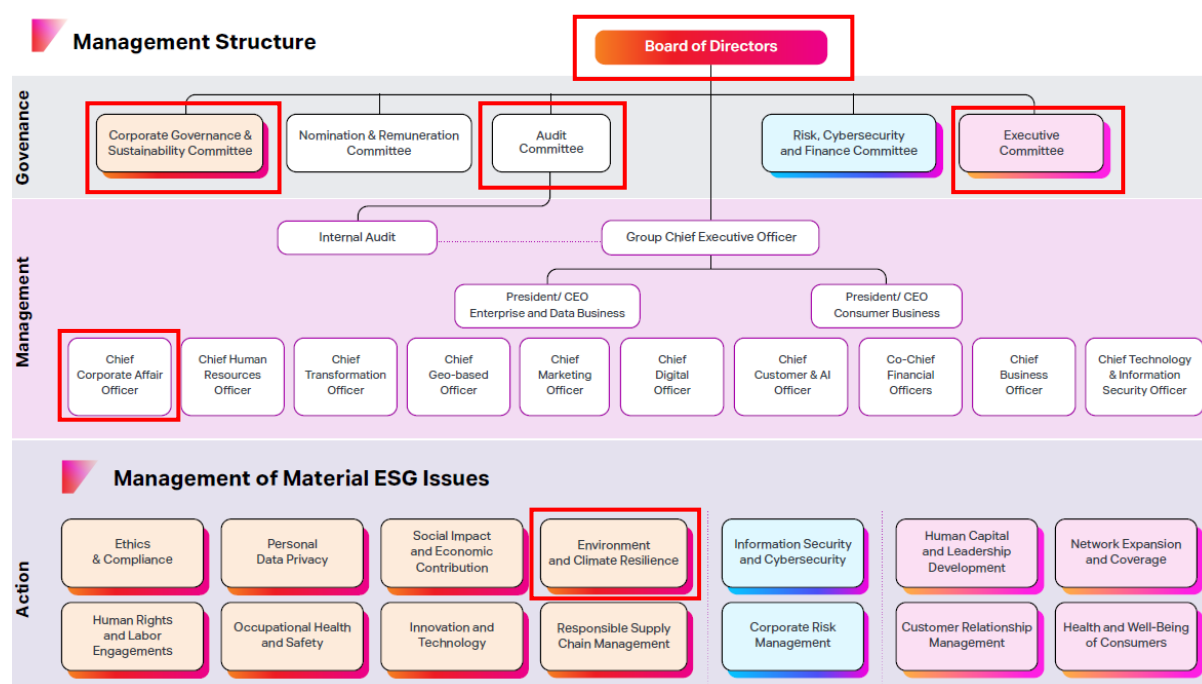 Management Structure
Board of Directors
Govenance
Corporate Governance &
Sustainability Committee
Nomination & Remuneration
Committee
Audit
Committee
Risk, Cybersecurity
and Finance Committee
Executive
Committee
Management
Internal Audit
Group Chief Executive Officer
President/ CEO
Enterprise and Data Business
President/ CEO
Consumer Business
Chief
Corporate Affair
Officer
Chief Human
Resources
Officer
Chief
Transformation
Officer
Chief
Geo-based
Officer
Chief
Marketing
Officer
Chief
Digital
Officer
Chief
Customer & AI
Officer
Co-Chief
Financial
Officers
Chief
Business
Officer
Chief Technology
& Information
Security Officer
Management of Material ESG Issues
Action
Ethics
& Compliance
Personal
Data Privacy
Social Impact
and Economic
Contribution
Environment
and Climate Resilience
Information Security
and Cybersecurity
Human Capital
and Leadership
Development
Network Expansion
and Coverage
Human Rights
and Labor
Engagements
Occupational Health
and Safety
Innovation and
Technology
Responsible Supply
Chain Management
Corporate Risk
Management
Customer Relationship
Management
Health and Well-Being
of Consumers